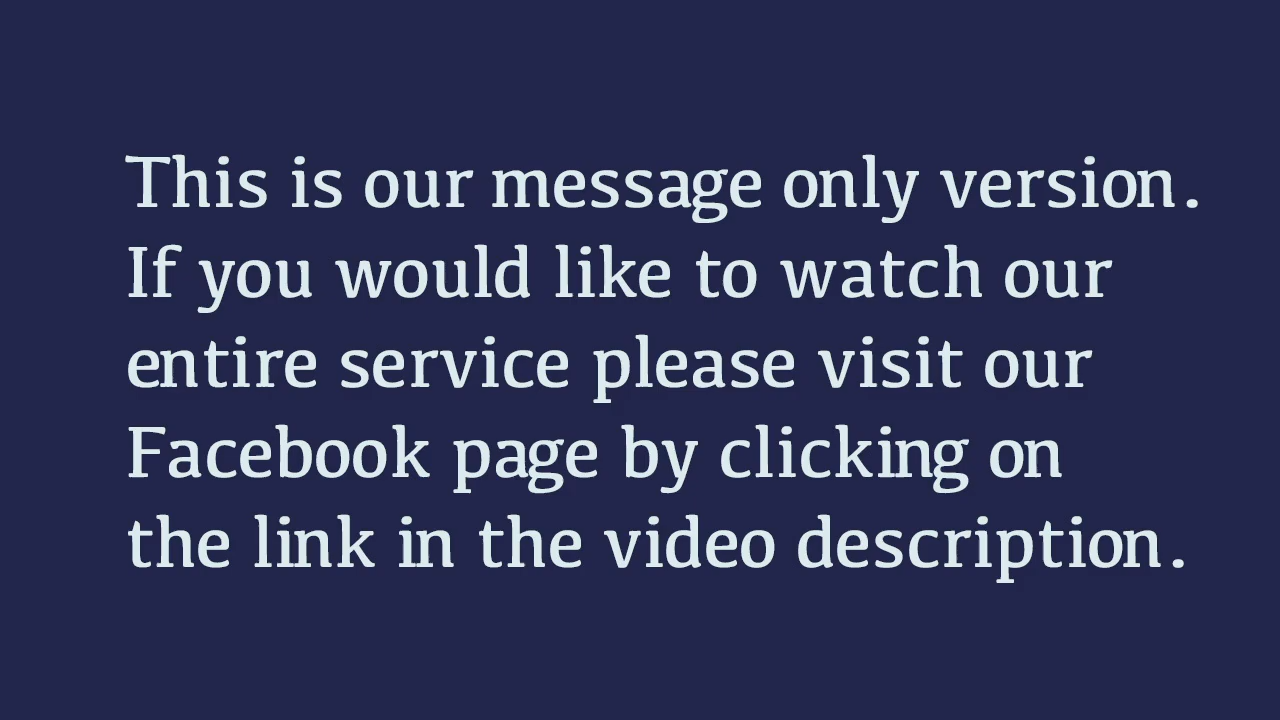 This is our message only version.
If you would like to watch our
entire service please visit our
Facebook page by clicking on
the link in the video description.